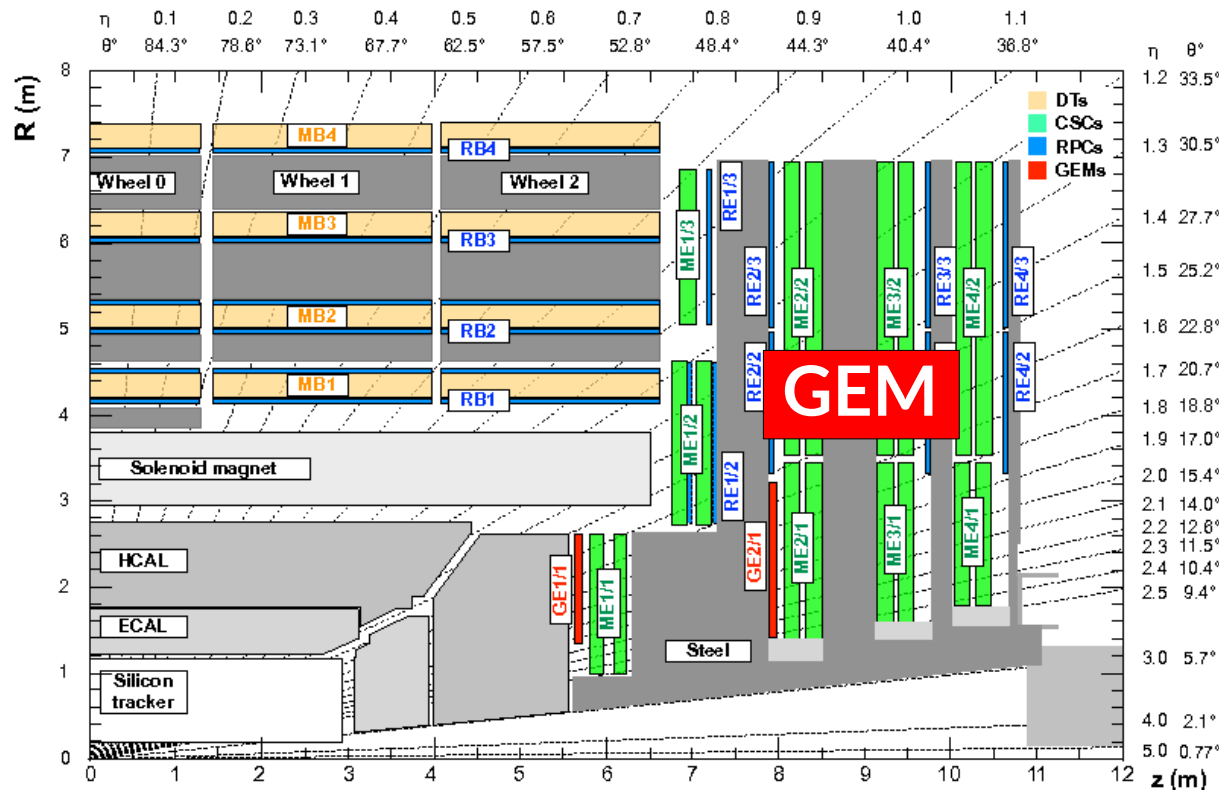 η 0.1 0.2 0.3 0.4 0.5 0.6 0.7 0.8 0.9 1.0 1.1
θ° 84.3° 78.6° 73.1° 67.7° 62.5° 57.5° 52.8° 48.4° 44.3° 40.4° 36.8° η θ°
R (m)
8
7
6
5
4
3
2
1
0
1.2 33.5°
1.3 30.5°
1.4 27.7°
1.5 25.2°
1.6 22.8°
1.7 20.7°
1.8 18.8°
1.9 17.0°
2.0 15.4°
2.1 14.0°
2.2 12.6°
2.3 11.5°
2.4 10.4°
2.5 9.4°
3.0 5.7°
4.0 2.1°
5.0 0.77°
DTs
CSCs
RPCs
GEMs
MB4
RB4
Wheel 0
Wheel 1
Wheel 2
MB3
RB3
MB2
RB2
MB1
RB1
Solenoid magnet
HCAL
ECAL
Silicon
tracker
Steel
ME1/3
RE1/3
RE2/3
ME2/2
ME3/2
RE3/3
ME4/2
RE4/3
RE2/2
GEM
RE4/2
ME1/2
RE1/2
GE1/1
ME1/1
GE2/1
ME2/1
ME3/1
ME4/1
0 1 2 3 4 5 6 7 8 9 10 11 12
z (m)